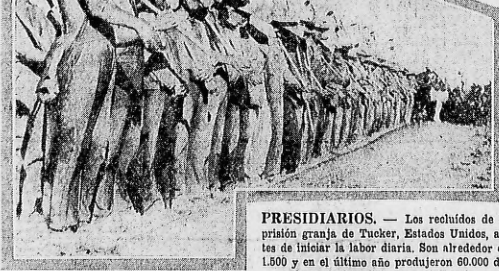 PRESIDIARIOS. — Los recluídos de
prisión granja de Tucker, Estados Unidos, a
tes de iniciar la labor diaria. Son alrededor
1.500 y en el último año produjeron 60.000 d